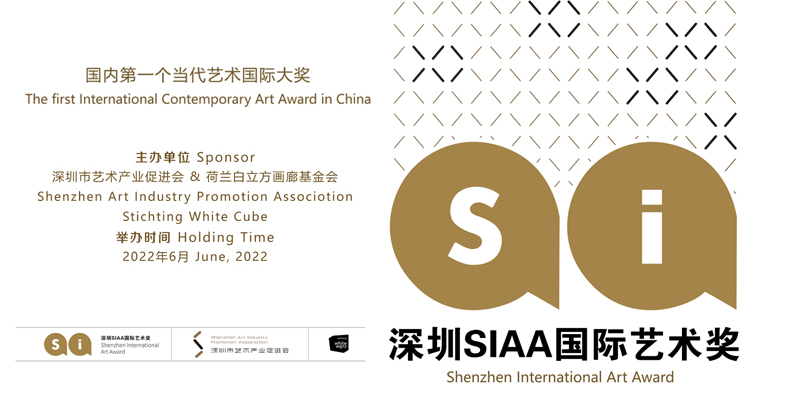 国内第一个当代艺术国际大奖
The first International Contemporary Art Award in China
主办单位 Sponsor
深圳市艺术产业促进会 & 荷兰白立方画廊基金会
Shenzhen Art Industry Promotion Assoiotion
Stichting White Cube
举办时间 Holding Time
2022年6月 June, 2022
si
深圳SIAA国际艺术奖
Shenzhen International
Art Award
Shenzhen Art Industry
Promotion Association
深圳市艺术产业促进会
si
深圳SIAA国际艺术奖
Shenzhen International Art Award